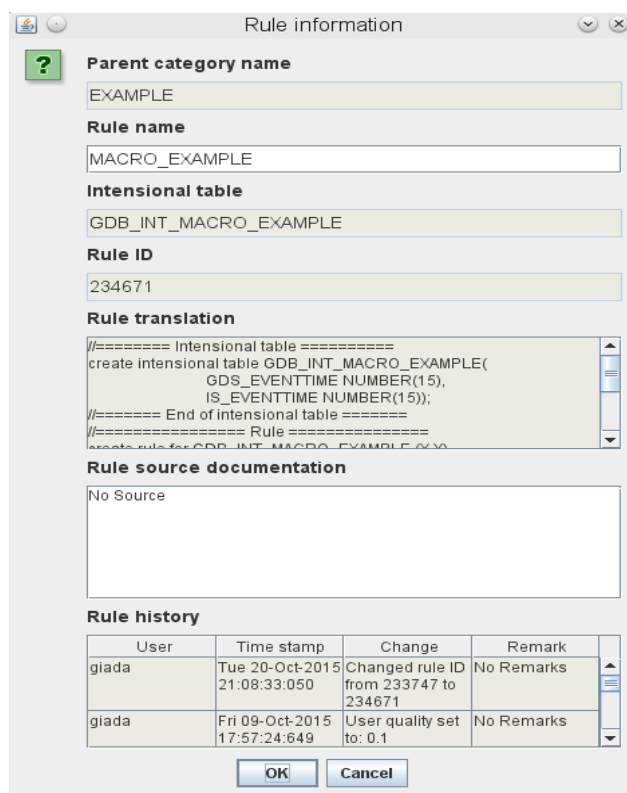 Rule information
?
Parent category name
EXAMPLE
Rule name
MACRO_EXAMPLE
Intensional table
GDB_INT_MACRO_EXAMPLE
Rule ID
234671
Rule translation
//======== Intensional table ==========
create intensional table GDB_INT_MACRO_EXAMPLE(
GDS_EVENTTIME NUMBER(15),
IS_EVENTTIME NUMBER(15));
//======= End of intensional table =======
//================ Rule ===============
create rule for GDB_INT_MACRO_EXAMPLE (X,Y)
Rule source documentation
No Source
Rule history
User Time stamp Change Remark
giada Tue 20-Oct-2015 Changed rule ID No Remarks
21:08:33:050 from 233747 to
234671
giada Fri 09-Oct-2015 User quality set No Remarks
17:57:24:649 to: 0.1
OK Cancel